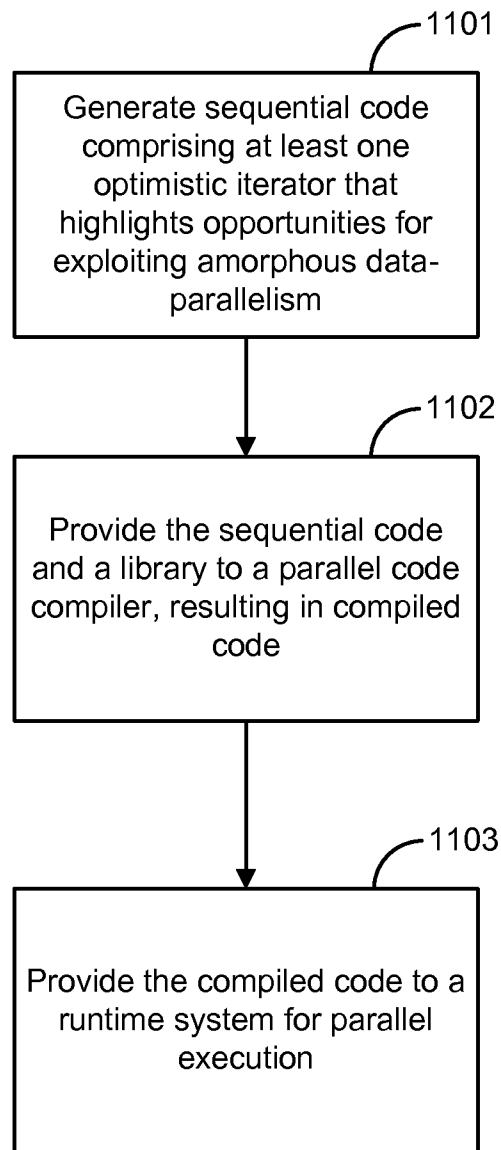 1101
Generate sequential code
comprising at least one
optimistic iterator that
highlights opportunities for
exploiting amorphous data-
parallelism
1102
Provide the sequential code
and a library to a parallel code
compiler, resulting in compiled
code
1103
Provide the compiled code to a
runtime system for parallel
execution